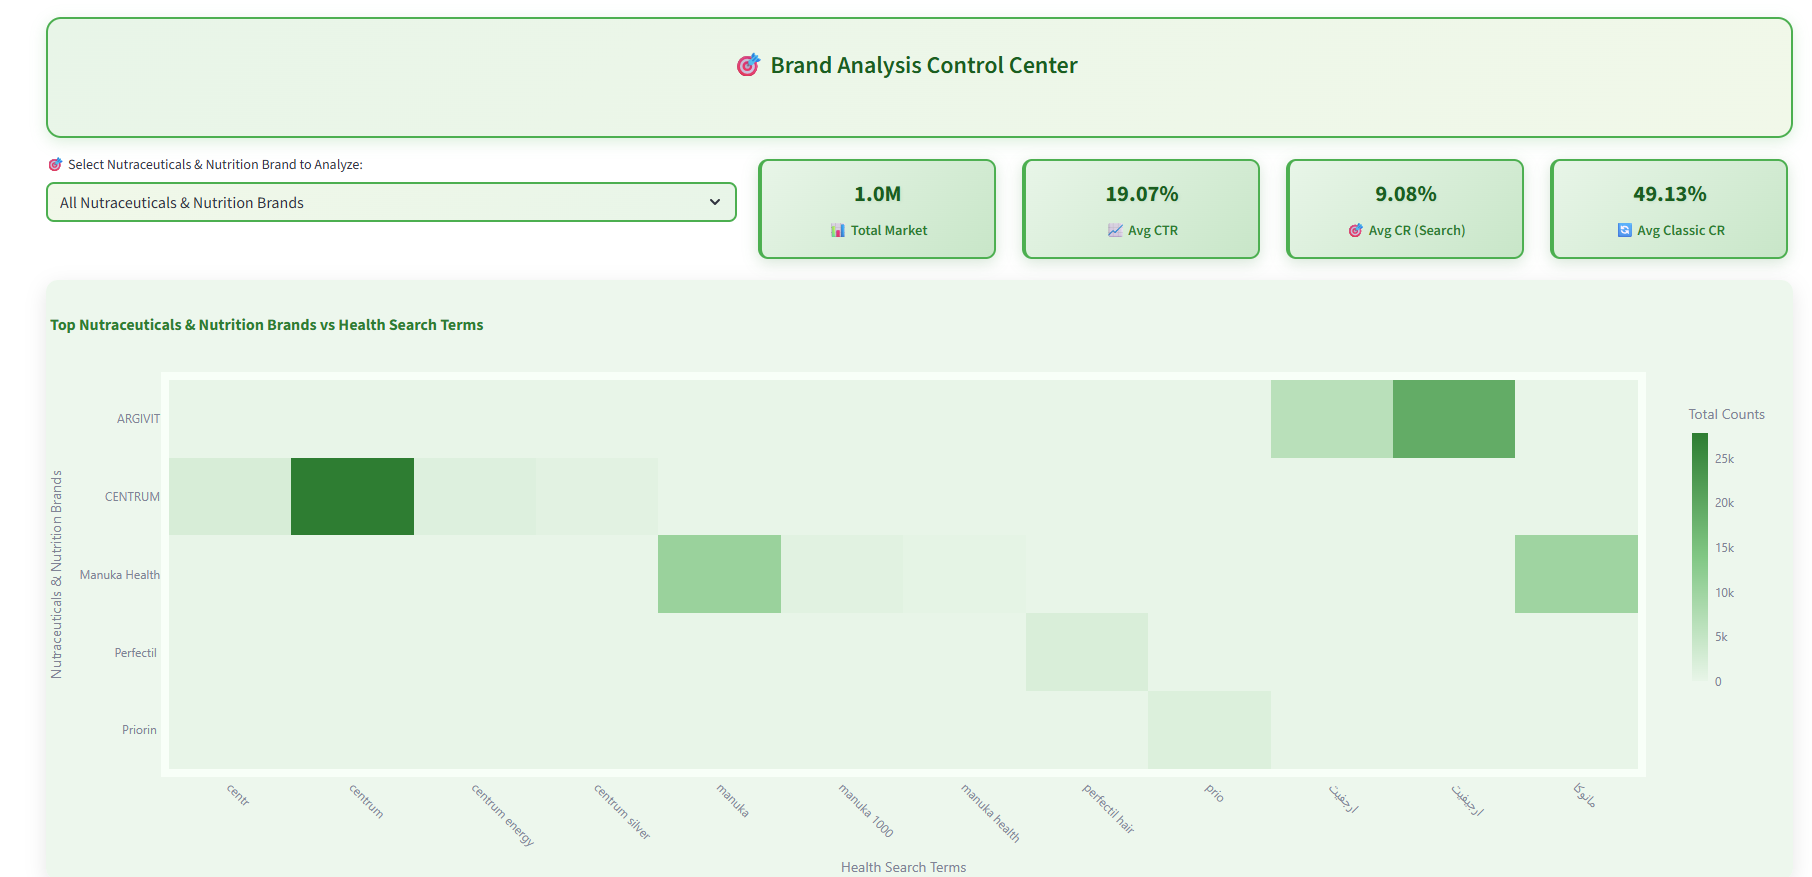 🎯 Brand Analysis Control Center
🎯 Select Nutraceuticals & Nutrition Brand to Analyze:
All Nutraceuticals & Nutrition Brands
1.0M
📊 Total Market
19.07%
📈 Avg CTR
9.08%
🎯 Avg CR (Search)
49.13%
🔄 Avg Classic CR
Top Nutraceuticals & Nutrition Brands vs Health Search Terms
Nutraceuticals & Nutrition Brands
ARGIVIT
CENTRUM
Manuka Health
Perfectil
Priorin
centr
centrum
centrum energy
centrum silver
manuka
manuka 1000
manuka health
perfectil hair
prio
ارجفيت
ارجيفيت
مانوكا
Health Search Terms
Total Counts
25k
20k
15k
10k
5k
0